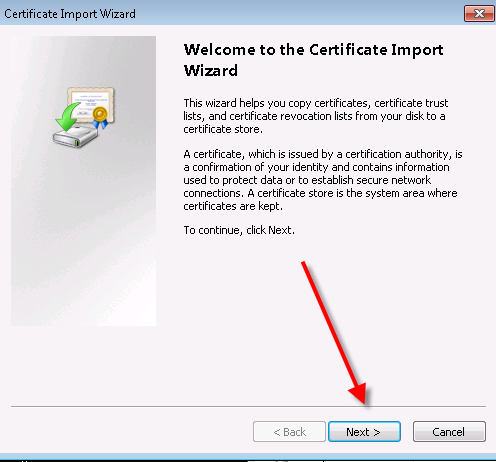 Certificate Import Wizard
Welcome to the Certificate Import
Wizard
This wizard helps you copy certificates, certificate trust
lists, and certificate revocation lists from your disk to a
certificate store.
A certificate, which is issued by a certification authority, is
a confirmation of your identity and contains information
used to protect data or to establish secure network
connections. A certificate store is the system area where
certificates are kept.
To continue, click Next.
< Back
Next >
Cancel